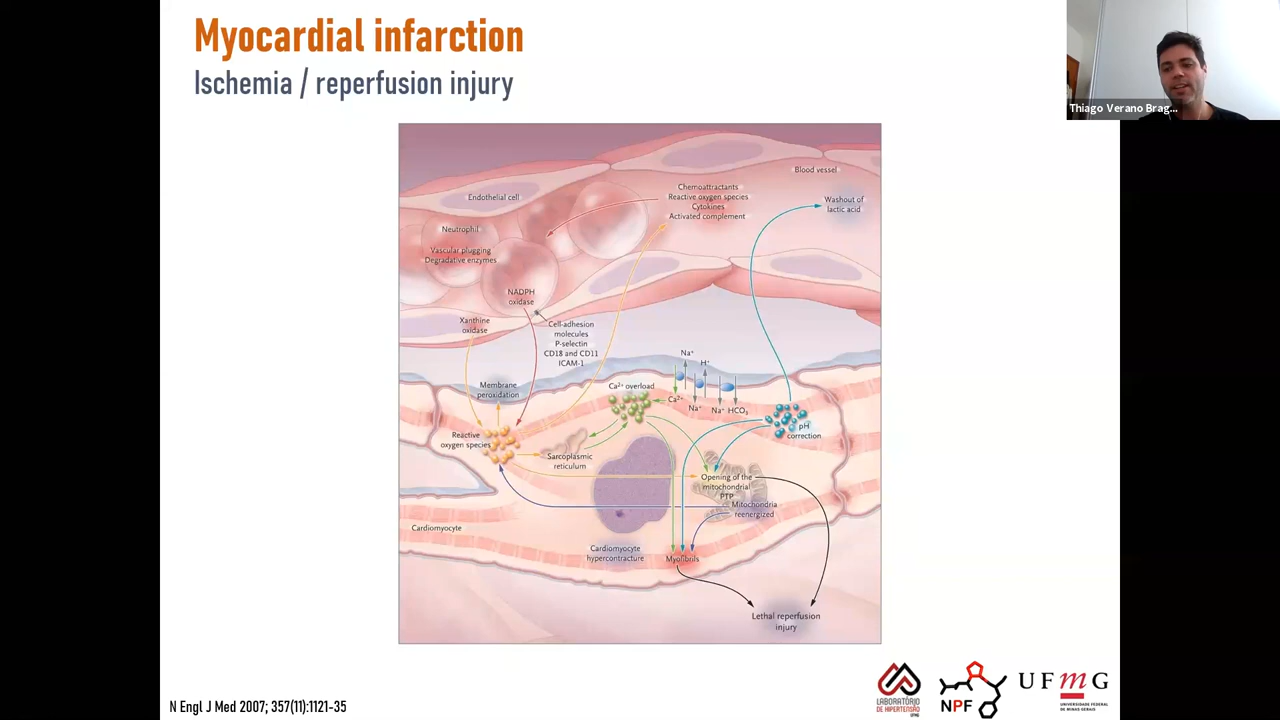 Myocardial infarction
Ischemia / reperfusion injury
Thiago Verano Brag...
Blood vessel
Endothelial cell
Chemoattractants
Reactive oxygen species
Cytokines
Activated complement
Washout of
lactic acid
Neutrophil
Vascular plugging
Degradative enzymes
NADPH
oxidase
Xanthine
oxidase
Cell-adhesion
molecules
P-selectin
CD18 and CD11
ICAM-1
Na⁺
H⁺
Membrane
peroxidation
Ca²⁺ overload
Ca²⁺
Na⁺
Na⁺ HCO₃
pH
correction
Reactive
oxygen species
Sarcoplasmic
reticulum
Opening of the
mitochondrial
PTP
Mitochondria
reenergized
Cardiomyocyte
Cardiomyocyte
hypercontracture
Myofibrils
Lethal reperfusion
injury
N Engl J Med 2007; 357(11):1121-35
LABORATÓRIO
DE HIPERTENSÃO
NPF
UFmG
UNIVERSIDADE FEDERAL
DE MINAS GERAIS